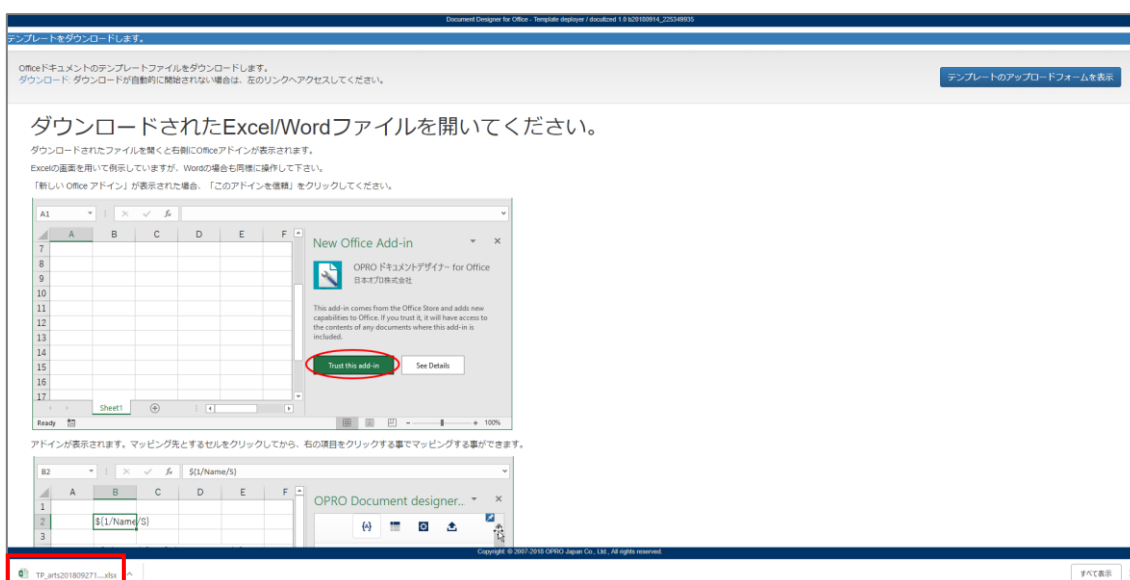 Document Designer for Office - Template deployer / docutized 1.0 b20180914_225349935
テンプレートをダウンロードします。
Officeドキュメントのテンプレートファイルをダウンロードします。
ダウンロード: ダウンロードが自動的に開始されない場合は、左のリンクへアクセスしてください。
テンプレートのアップロードフォームを表示
ダウンロードされたExcel/Wordファイルを開いてください。
ダウンロードされたファイルを開くと右側にOfficeアドインが表示されます。
Excelの画面を用いて例示していますが、Wordの場合も同様に操作して下さい。
「新しい Office アドイン」が表示された場合、「このアドインを信頼」をクリックしてください。
A1 fx
A B C D E F
7
8
9
10
11
12
13
14
15
16
17
New Office Add-in
OPRO ドキュメントデザイナー for Office
日本オプロ株式会社
This add-in comes from the Office Store and adds new
capabilities to Office. If you trust it, it will have access to
the contents of any documents where this add-in is
included.
Trust this add-in See Details
Sheet1
Ready 100%
アドインが表示されます。マッピング先とするセルをクリックしてから、右の項目をクリックする事でマッピングする事ができます。
B2 fx ${1/Name/S}
A B C D E F
1
2 ${1/Name/S}
3
OPRO Document designer...
{A}
Copyright © 2007-2018 OPRO Japan Co., Ltd., All rights reserved.
TP_arts201809271....xlsx
すべて表示